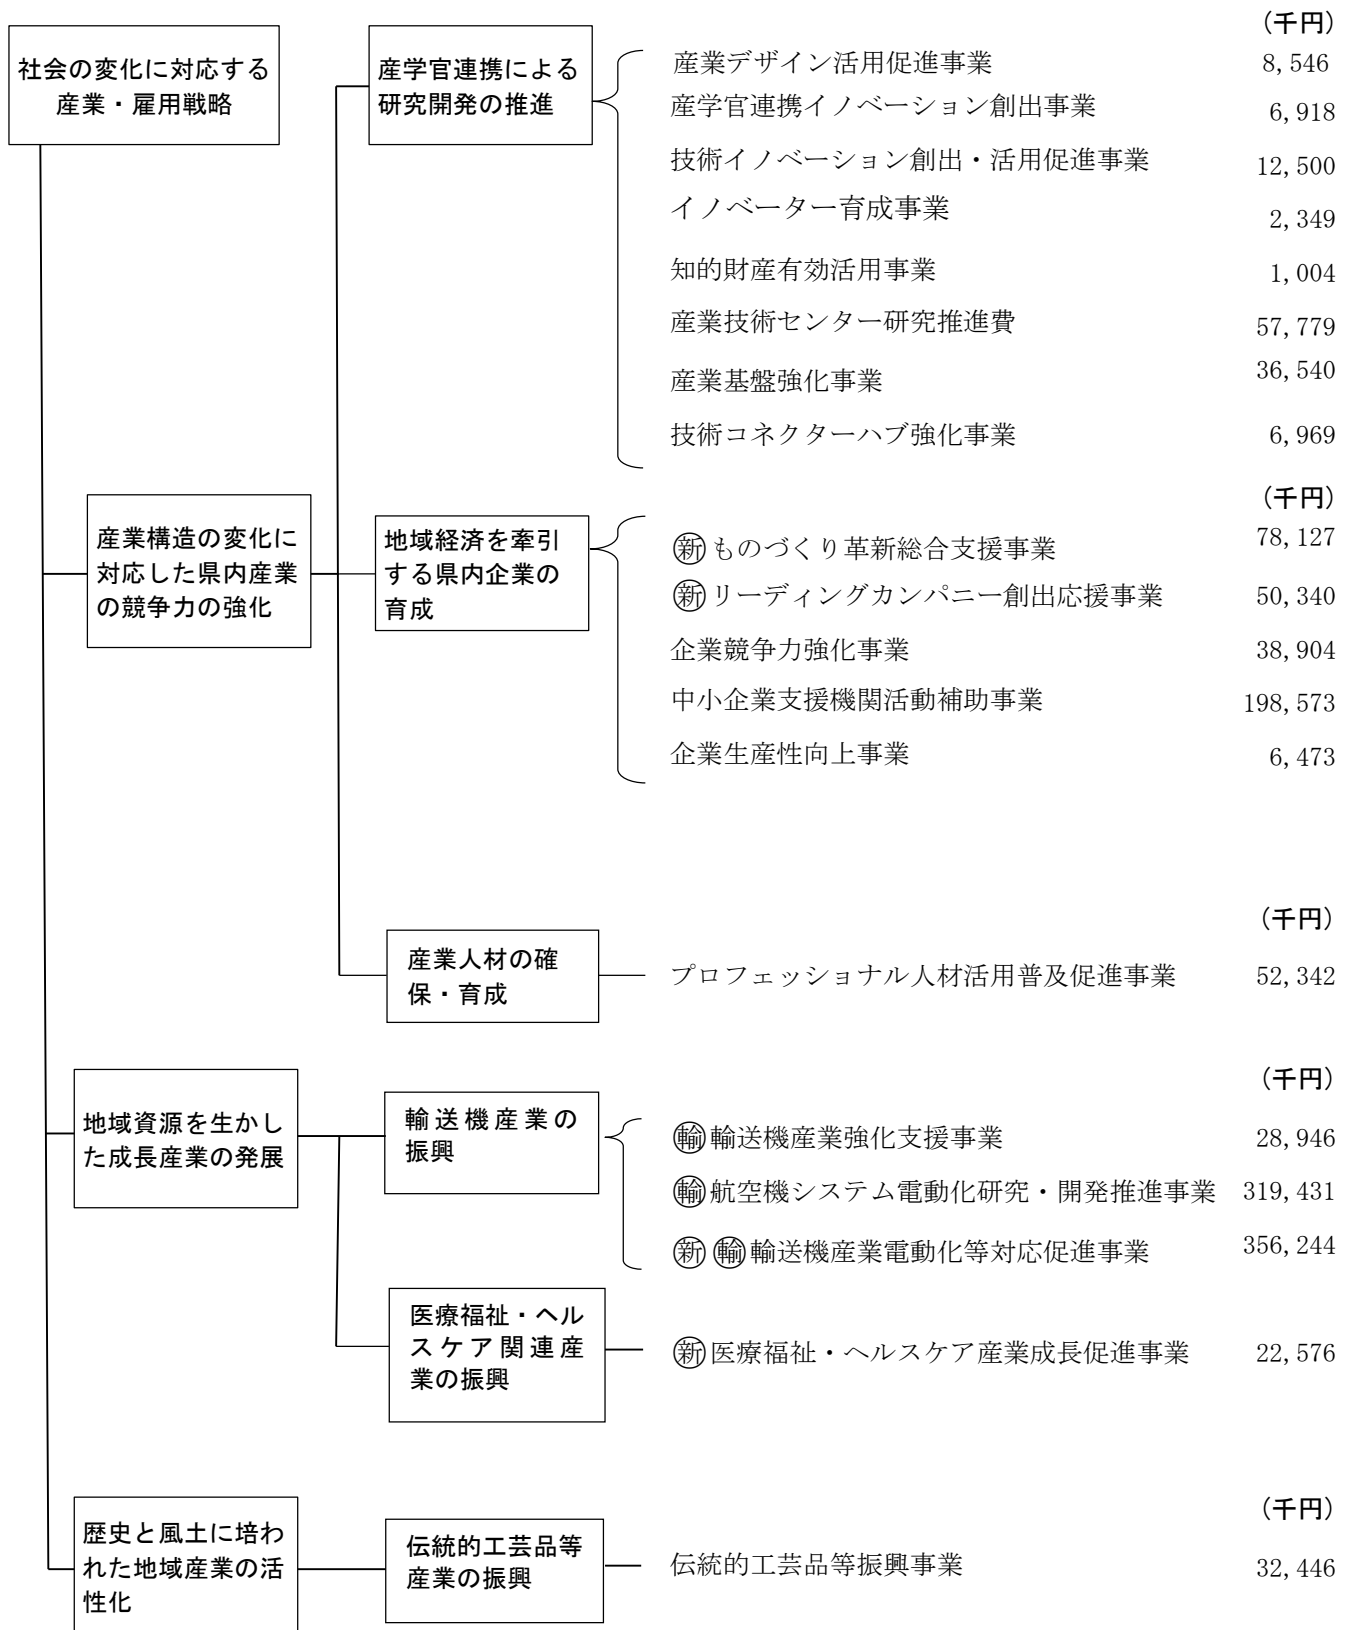 社会の変化に対応する
産業・雇用戦略
産業構造の変化に
対応した県内産業
の競争力の強化
産学官連携による
研究開発の推進
(千円)
産業デザイン活用促進事業 8,546
産学官連携イノベーション創出事業 6,918
技術イノベーション創出・活用促進事業 12,500
イノベーター育成事業 2,349
知的財産有効活用事業 1,004
産業技術センター研究推進費 57,779
産業基盤強化事業 36,540
技術コネクターハブ強化事業 6,969
地域経済を牽引
する県内企業の
育成
(千円)
新ものづくり革新総合支援事業 78,127
新リーディングカンパニー創出応援事業 50,340
企業競争力強化事業 38,904
中小企業支援機関活動補助事業 198,573
企業生産性向上事業 6,473
産業人材の確
保・育成
(千円)
プロフェッショナル人材活用普及促進事業 52,342
地域資源を生かし
た成長産業の発展
輸送機産業の
振興
(千円)
輸輸送機産業強化支援事業 28,946
輸航空機システム電動化研究・開発推進事業 319,431
新輸輸送機産業電動化等対応促進事業 356,244
医療福祉・ヘル
スケア関連産
業の振興
新医療福祉・ヘルスケア産業成長促進事業 22,576
歴史と風土に培わ
れた地域産業の活
性化
伝統的工芸品等
産業の振興
(千円)
伝統的工芸品等振興事業 32,446